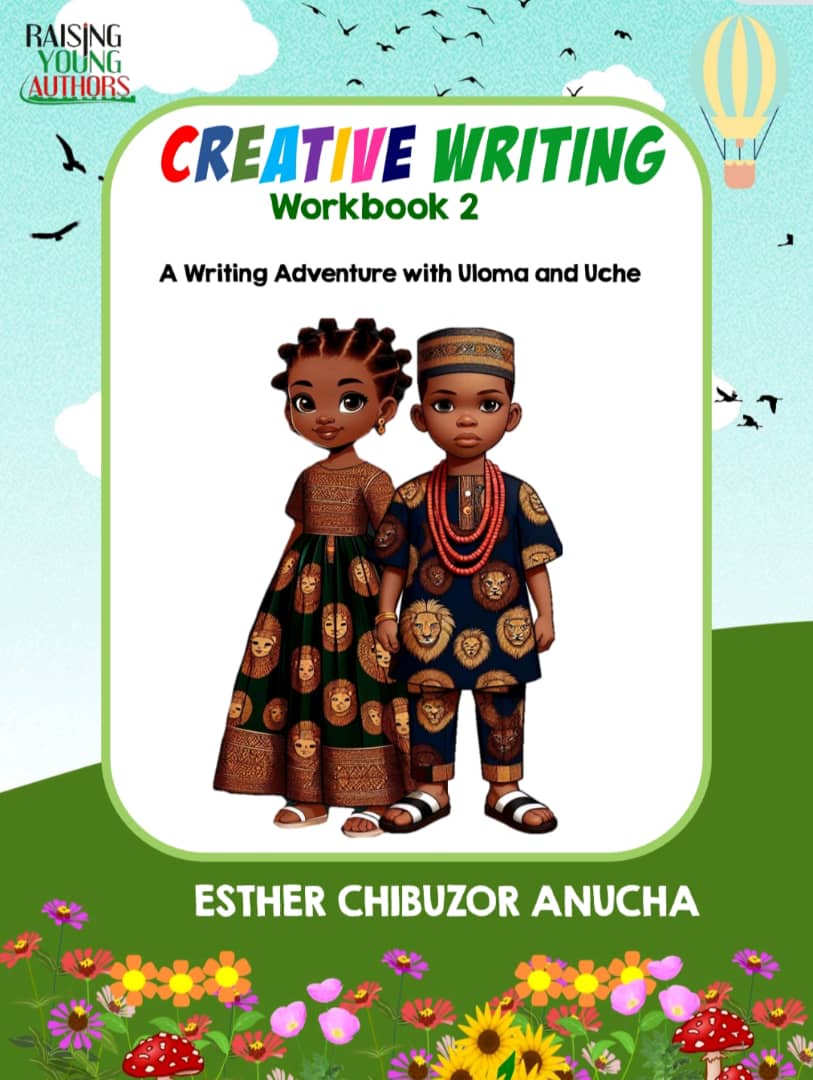 RAISING
YOUNG
AUTHORS
CREATIVE WRITING
Workbook 2
A Writing Adventure with Uloma and Uche
ESTHER CHIBUZOR ANUCHA